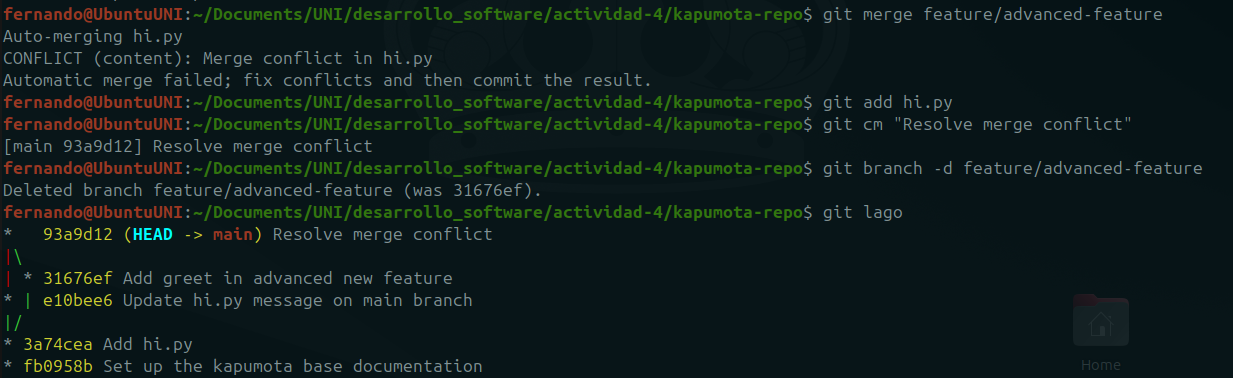 fernando@UbuntuUNI:~/Documents/UNI/desarrollo_software/actividad-4/kapumota-repo$ git merge feature/advanced-feature
Auto-merging hi.py
CONFLICT (content): Merge conflict in hi.py
Automatic merge failed; fix conflicts and then commit the result.
fernando@UbuntuUNI:~/Documents/UNI/desarrollo_software/actividad-4/kapumota-repo$ git add hi.py
fernando@UbuntuUNI:~/Documents/UNI/desarrollo_software/actividad-4/kapumota-repo$ git cm "Resolve merge conflict"
[main 93a9d12] Resolve merge conflict
fernando@UbuntuUNI:~/Documents/UNI/desarrollo_software/actividad-4/kapumota-repo$ git branch -d feature/advanced-feature
Deleted branch feature/advanced-feature (was 31676ef).
fernando@UbuntuUNI:~/Documents/UNI/desarrollo_software/actividad-4/kapumota-repo$ git lago
*   93a9d12 (HEAD -> main) Resolve merge conflict
|\
| * 31676ef Add greet in advanced new feature
* | e10bee6 Update hi.py message on main branch
|/
* 3a74cea Add hi.py
* fb0958b Set up the kapumota base documentation
Home